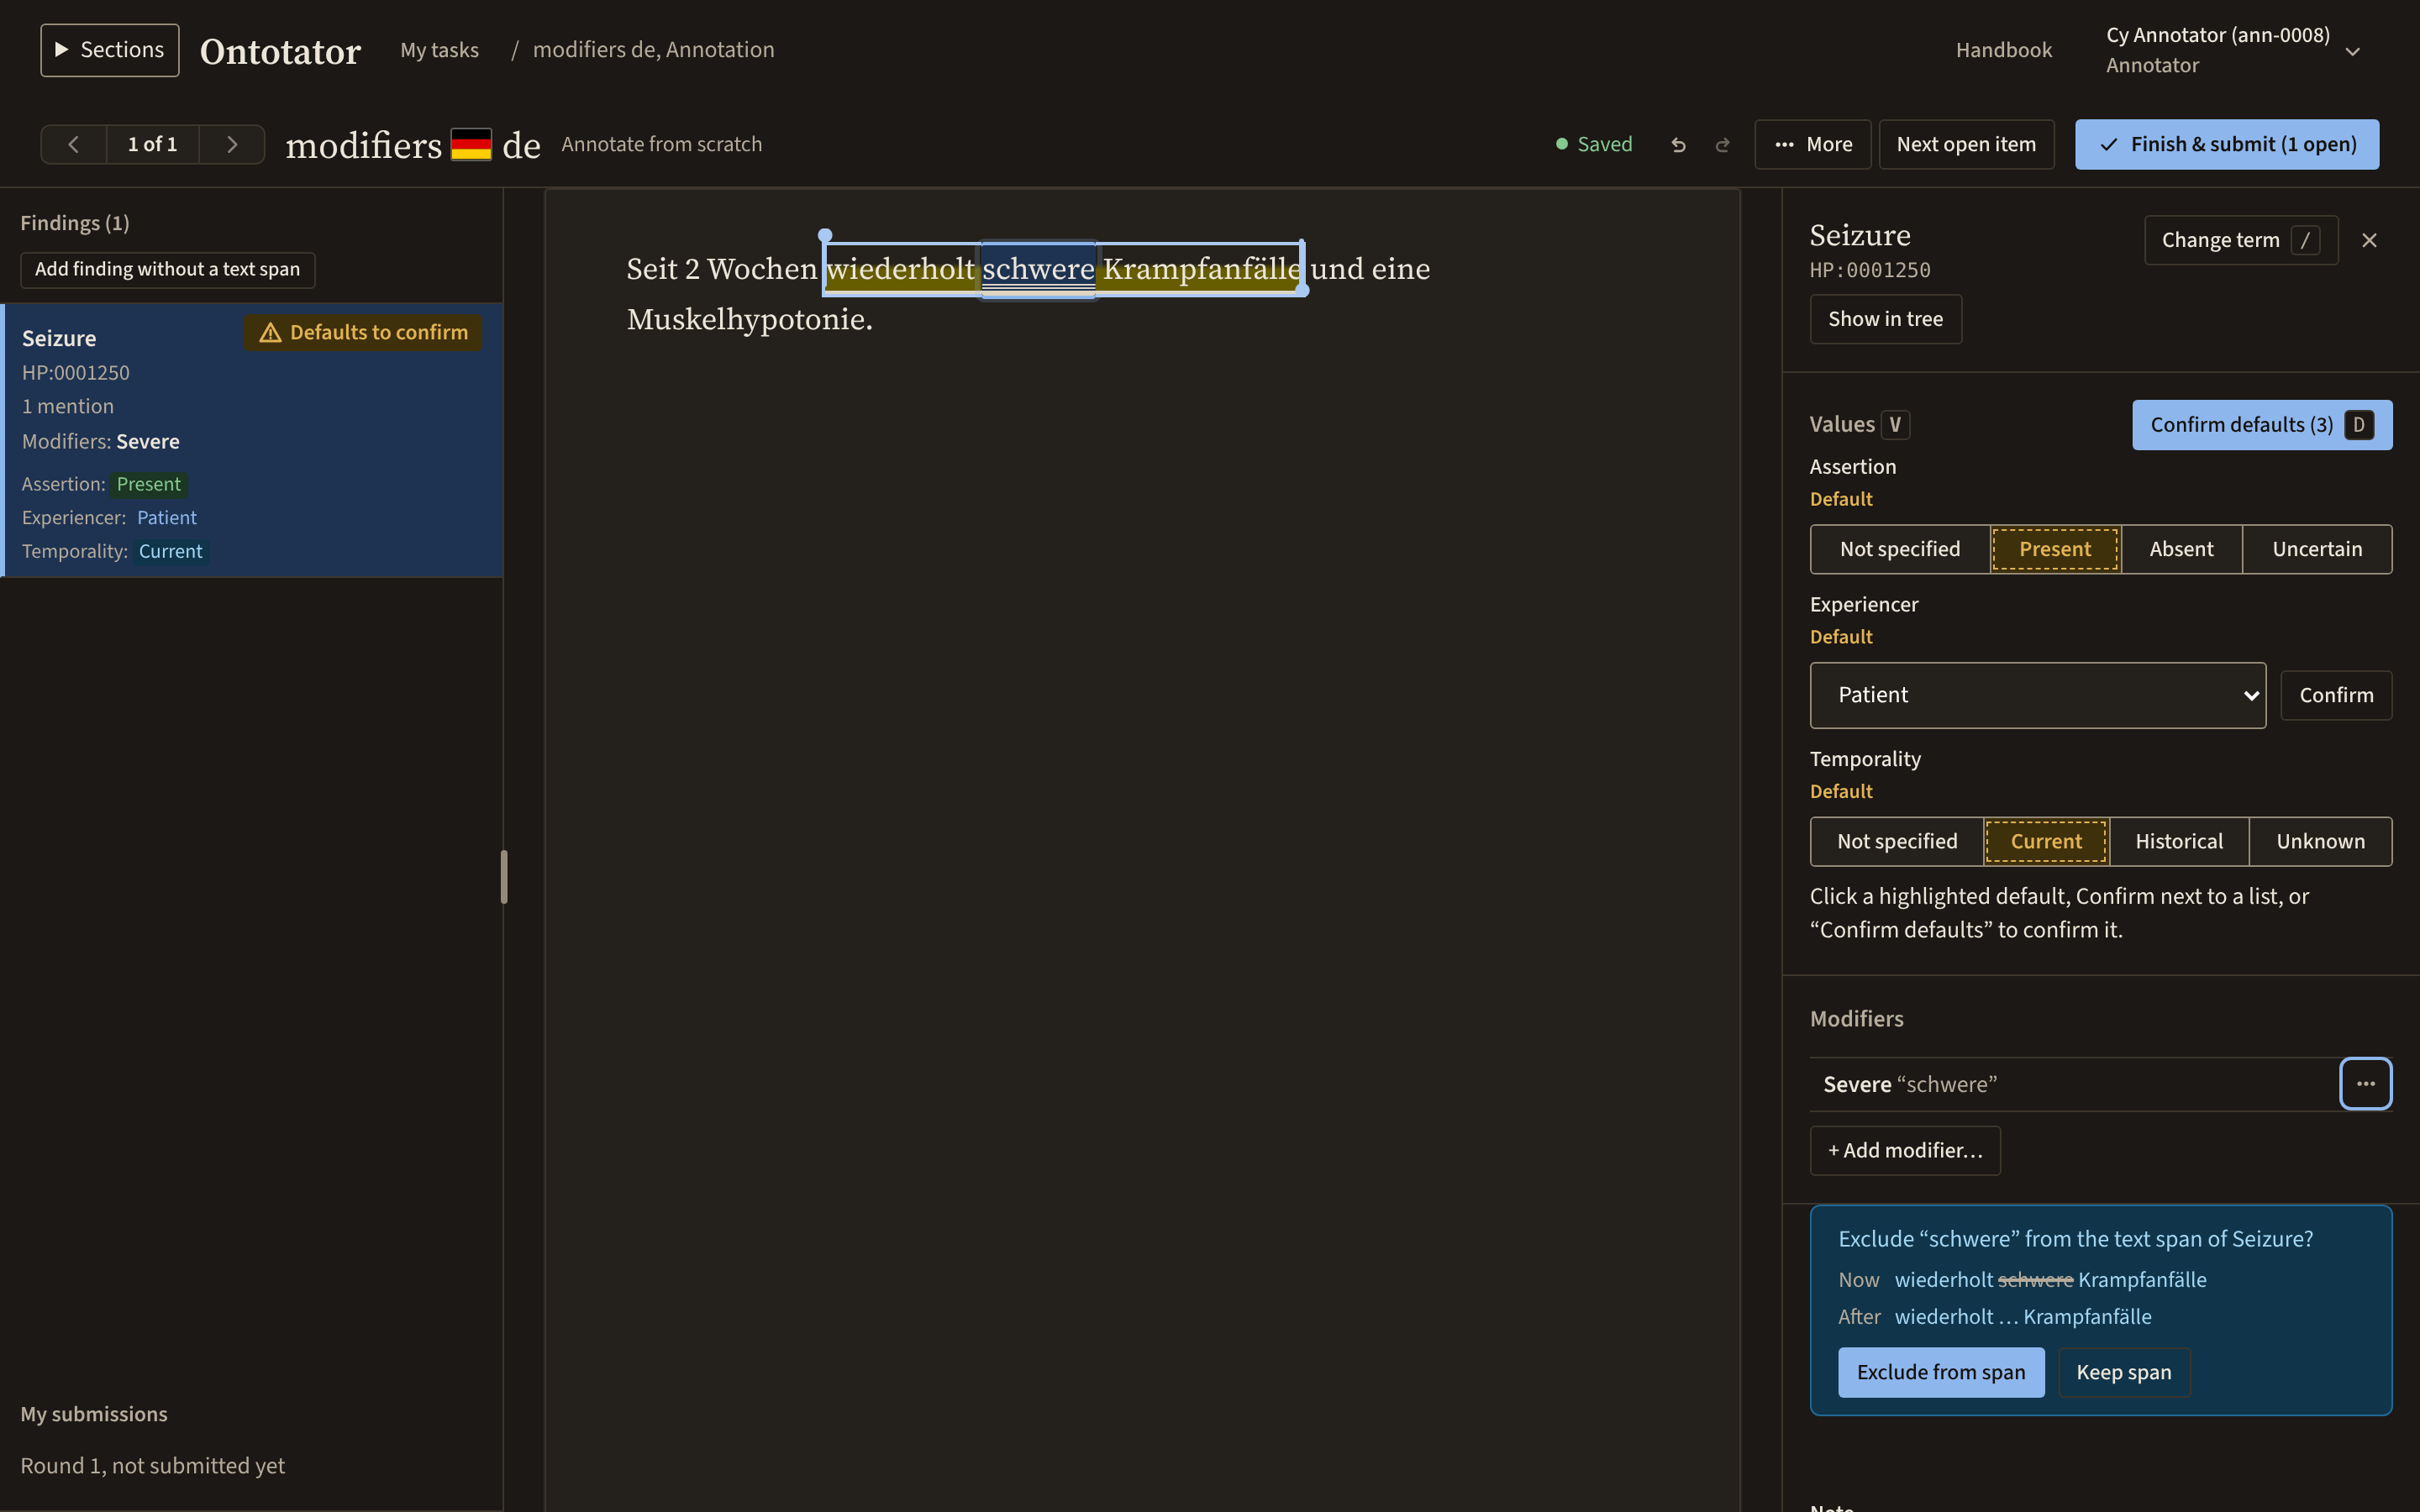 Sections
Ontotator
My tasks / modifiers de, Annotation
Handbook
Cy Annotator (ann-0008)
Annotator
1 of 1
modifiers de
Annotate from scratch
Saved
More
Next open item
Finish & submit (1 open)
Findings (1)
Add finding without a text span
Seizure
Defaults to confirm
HP:0001250
1 mention
Modifiers: Severe
Assertion: Present
Experiencer: Patient
Temporality: Current
My submissions
Round 1, not submitted yet
Seit 2 Wochen wiederholt schwere Krampfanfälle und eine
Muskelhypotonie.
Seizure
HP:0001250
Change term /
Show in tree
Values V
Confirm defaults (3) D
Assertion
Default
Not specified Present Absent Uncertain
Experiencer
Default
Patient
Confirm
Temporality
Default
Not specified Current Historical Unknown
Click a highlighted default, Confirm next to a list, or
“Confirm defaults” to confirm it.
Modifiers
Severe “schwere”
+ Add modifier…
Exclude “schwere” from the text span of Seizure?
Now wiederholt schwere Krampfanfälle
After wiederholt … Krampfanfälle
Exclude from span
Keep span